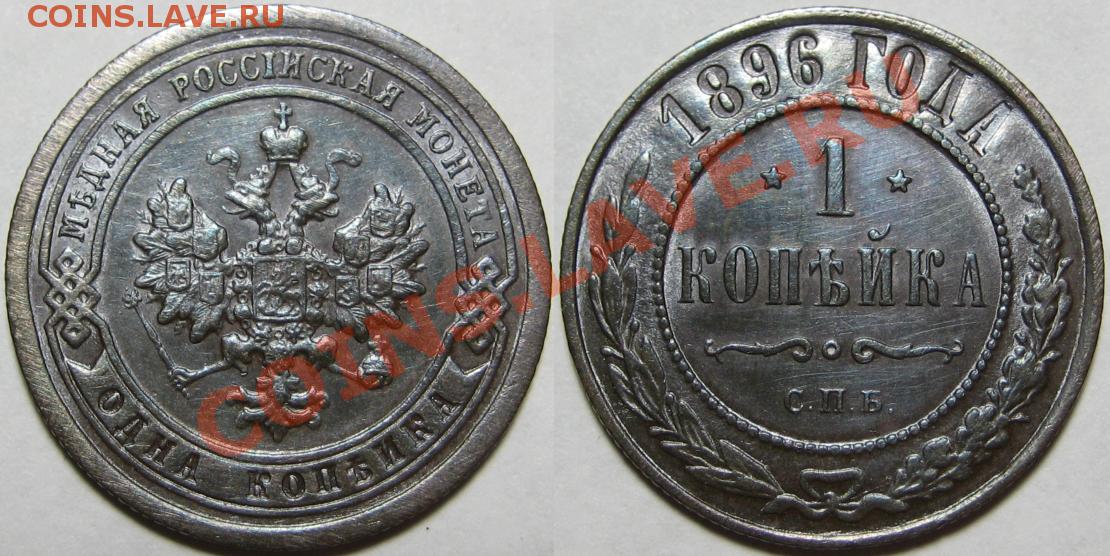 COINS.LAVE.RU
МѢДНАЯ РОССІЙСКАЯ МОНЕТА
ОДНА КОПѢЙКА
COINS.LAVE.RU
1896 ГОДА
1
КОПѢЙКА
С.П.Б.